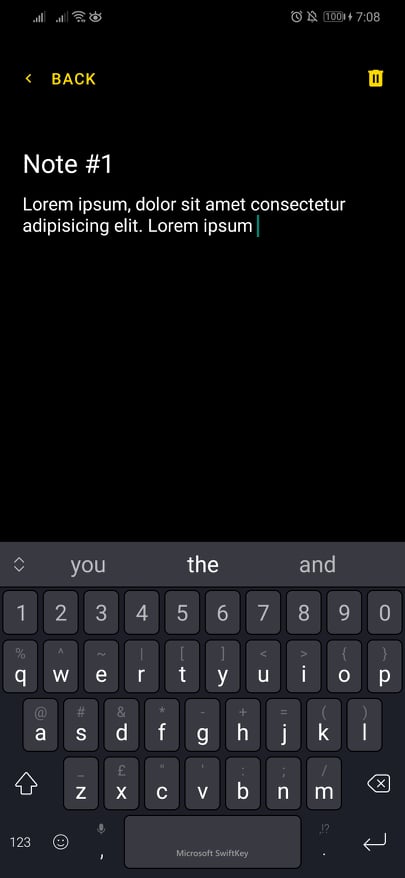 100 7:08
BACK
Note #1
Lorem ipsum, dolor sit amet consectetur
adipisicing elit. Lorem ipsum
you the and
1 2 3 4 5 6 7 8 9 0
% ^ ~ | [ ] < > { }
q w e r t y u i o p
@ # & * - + = ( )
a s d f g h j k l
_ £ " ' : ; /
z x c v b n m
123 , Microsoft SwiftKey ,!? .